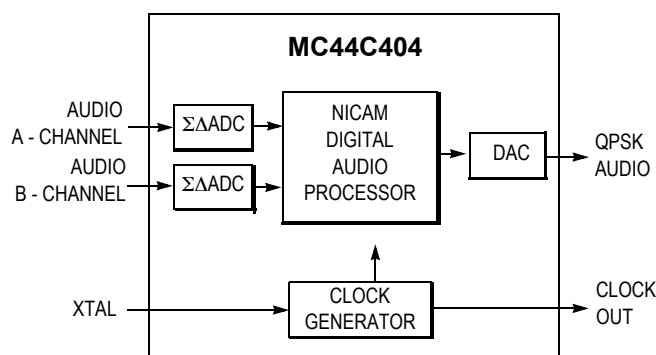 MC44C404
AUDIO
A - CHANNEL
ΣΔADC
AUDIO
B - CHANNEL
ΣΔADC
NICAM
DIGITAL
AUDIO
PROCESSOR
DAC
QPSK
AUDIO
XTAL
CLOCK
GENERATOR
CLOCK
OUT